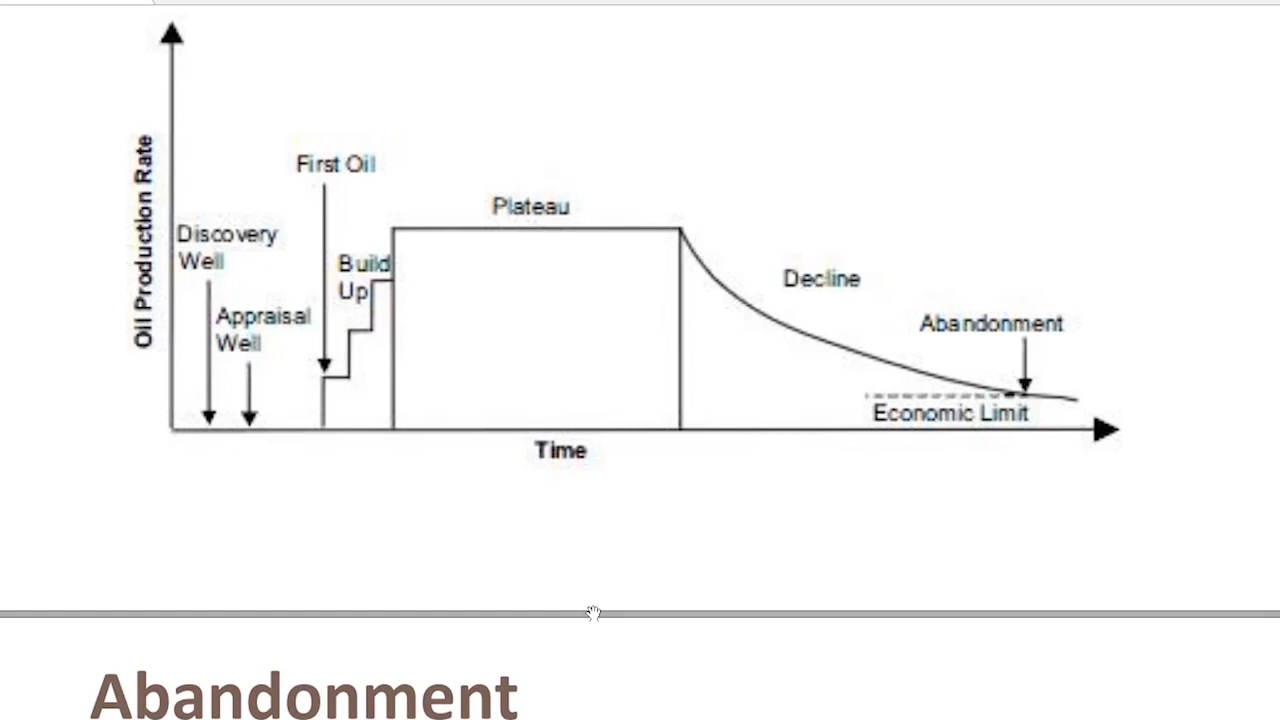 First Oil
Plateau
Discovery
Well
Build
Up
Decline
Appraisal
Well
Abandonment
Economic Limit
Oil Production Rate
Time
Abandonment